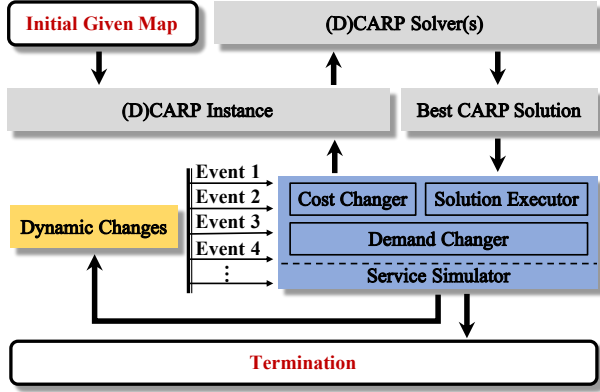 Initial Given Map
(D)CARP Solver(s)
(D)CARP Instance
Best CARP Solution
Event 1
Event 2
Event 3
Event 4
⋮
Dynamic Changes
Cost Changer
Solution Executor
Demand Changer
Service Simulator
Termination